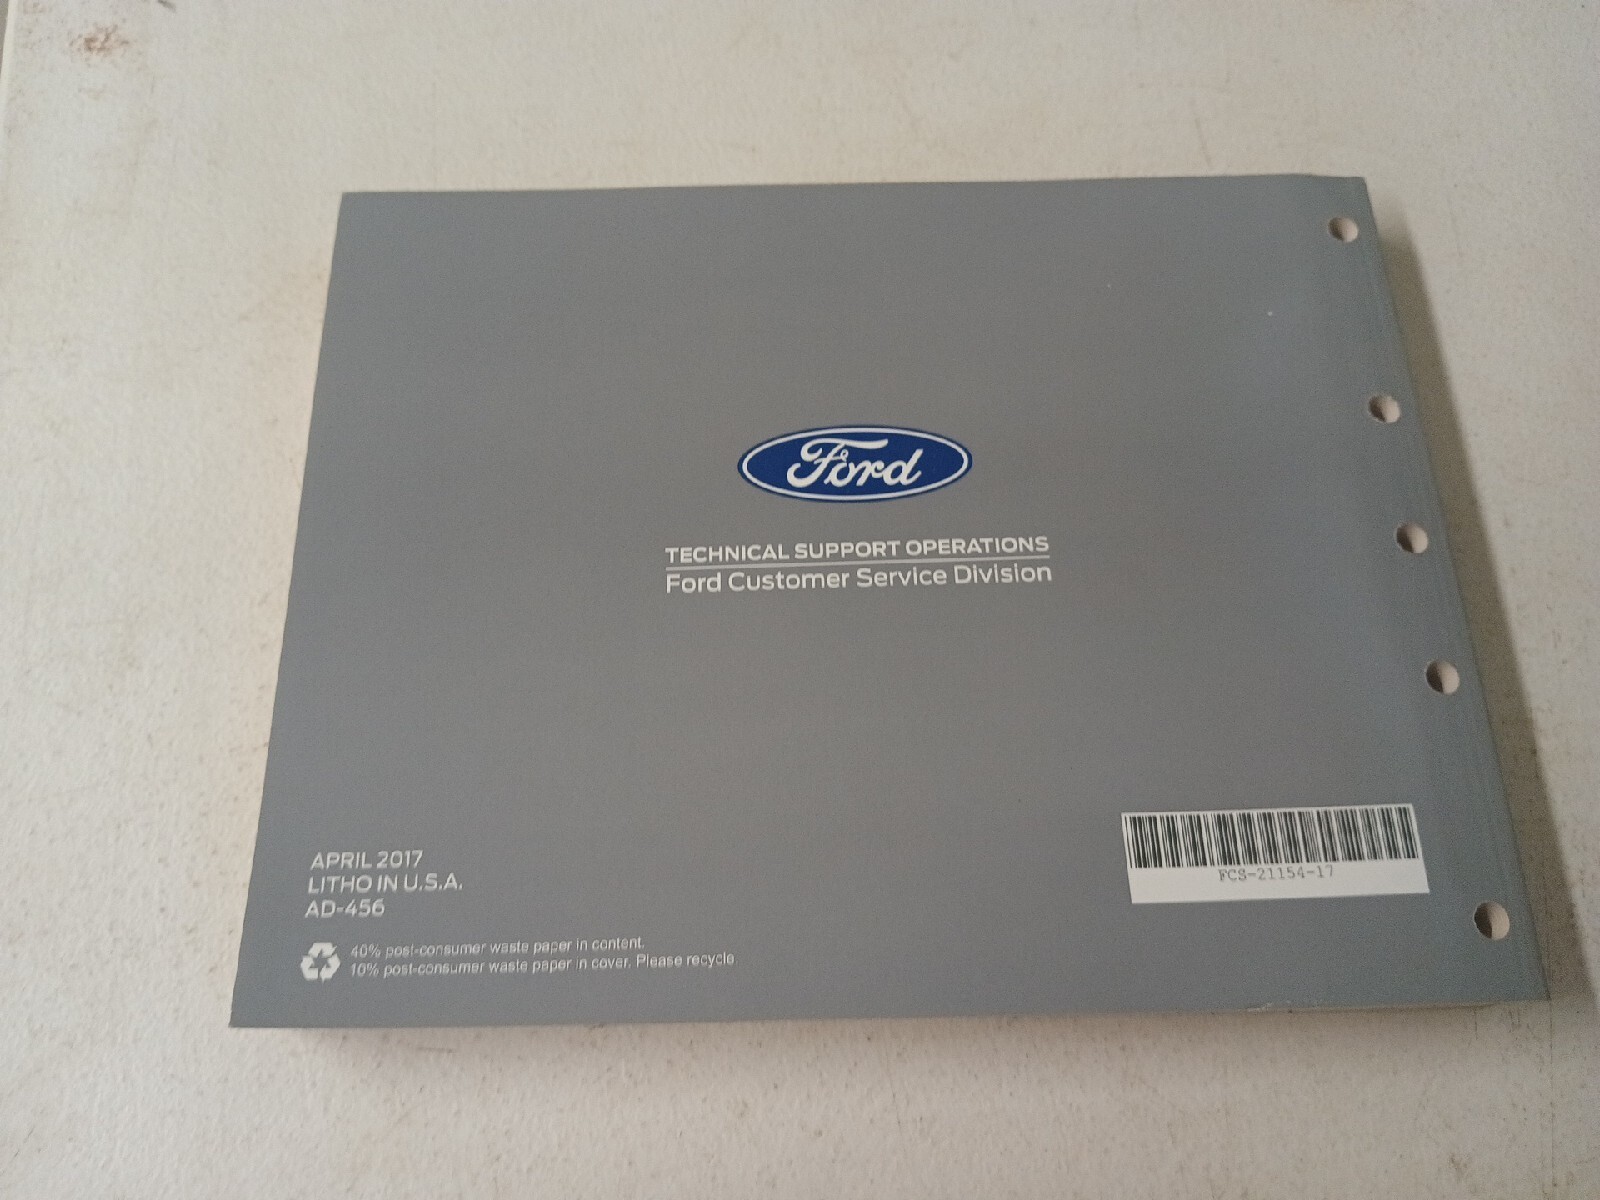 Ford
TECHNICAL SUPPORT OPERATIONS
Ford Customer Service Division
APRIL 2017
LITHO IN U.S.A.
AD-456
40% post-consumer waste paper in content.
10% post-consumer waste paper in cover. Please recycle.
FCS-21154-17